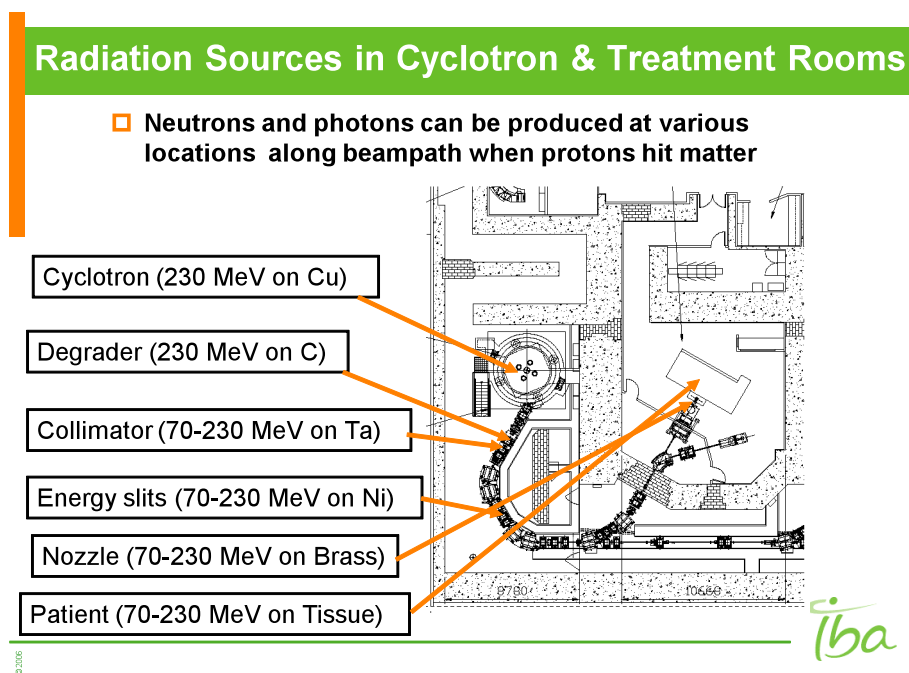 Radiation Sources in Cyclotron & Treatment Rooms
Neutrons and photons can be produced at various
locations along beampath when protons hit matter
Cyclotron (230 MeV on Cu)
Degrader (230 MeV on C)
Collimator (70-230 MeV on Ta)
Energy slits (70-230 MeV on Ni)
Nozzle (70-230 MeV on Brass)
Patient (70-230 MeV on Tissue)
9780
10660
iba
© 2006